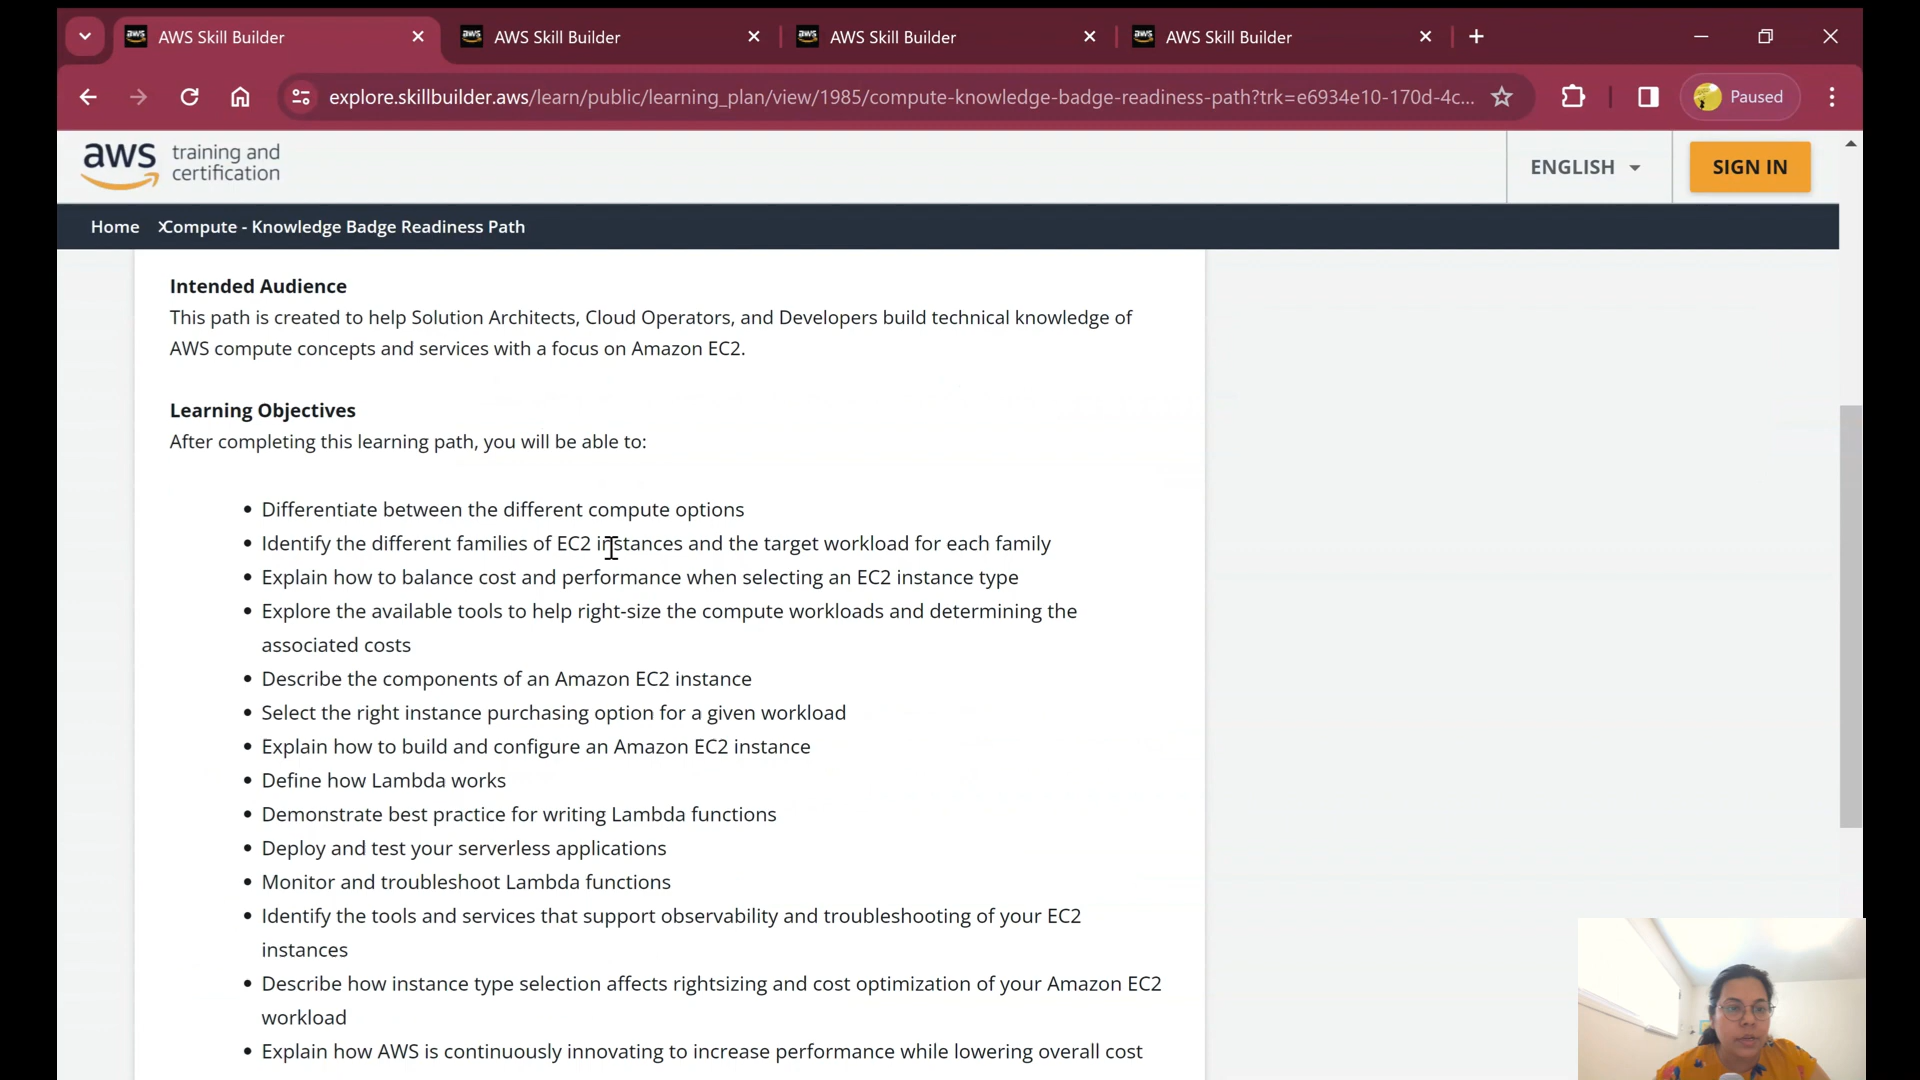 AWS Skill Builder
AWS Skill Builder
AWS Skill Builder
AWS Skill Builder
explore.skillbuilder.aws/learn/public/learning_plan/view/1985/compute-knowledge-badge-readiness-path?trk=e6934e10-170d-4c...
Paused
aws training and certification
ENGLISH
SIGN IN
Home
Compute - Knowledge Badge Readiness Path
Intended Audience
This path is created to help Solution Architects, Cloud Operators, and Developers build technical knowledge of
AWS compute concepts and services with a focus on Amazon EC2.
Learning Objectives
After completing this learning path, you will be able to:
• Differentiate between the different compute options
• Identify the different families of EC2 instances and the target workload for each family
• Explain how to balance cost and performance when selecting an EC2 instance type
• Explore the available tools to help right-size the compute workloads and determining the
associated costs
• Describe the components of an Amazon EC2 instance
• Select the right instance purchasing option for a given workload
• Explain how to build and configure an Amazon EC2 instance
• Define how Lambda works
• Demonstrate best practice for writing Lambda functions
• Deploy and test your serverless applications
• Monitor and troubleshoot Lambda functions
• Identify the tools and services that support observability and troubleshooting of your EC2
instances
• Describe how instance type selection affects rightsizing and cost optimization of your Amazon EC2
workload
• Explain how AWS is continuously innovating to increase performance while lowering overall cost